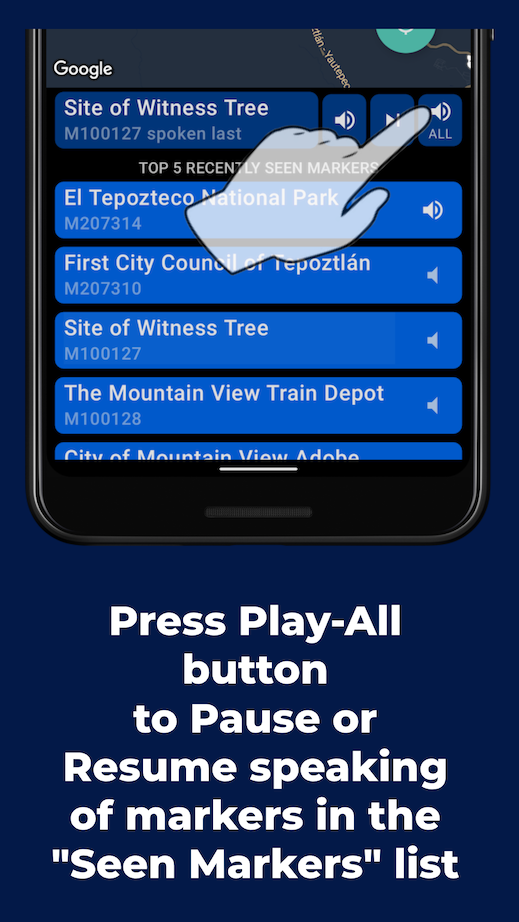 tlán - Yautepec
Google
Site of Witness Tree
M100127 spoken last
ALL
TOP 5 RECENTLY SEEN MARKERS
El Tepozteco National Park
M207314
First City Council of Tepoztlán
M207310
Site of Witness Tree
M100127
The Mountain View Train Depot
M100128
City of Mountain View Adobe
Press Play-All
button
to Pause or
Resume speaking
of markers in the
"Seen Markers" list